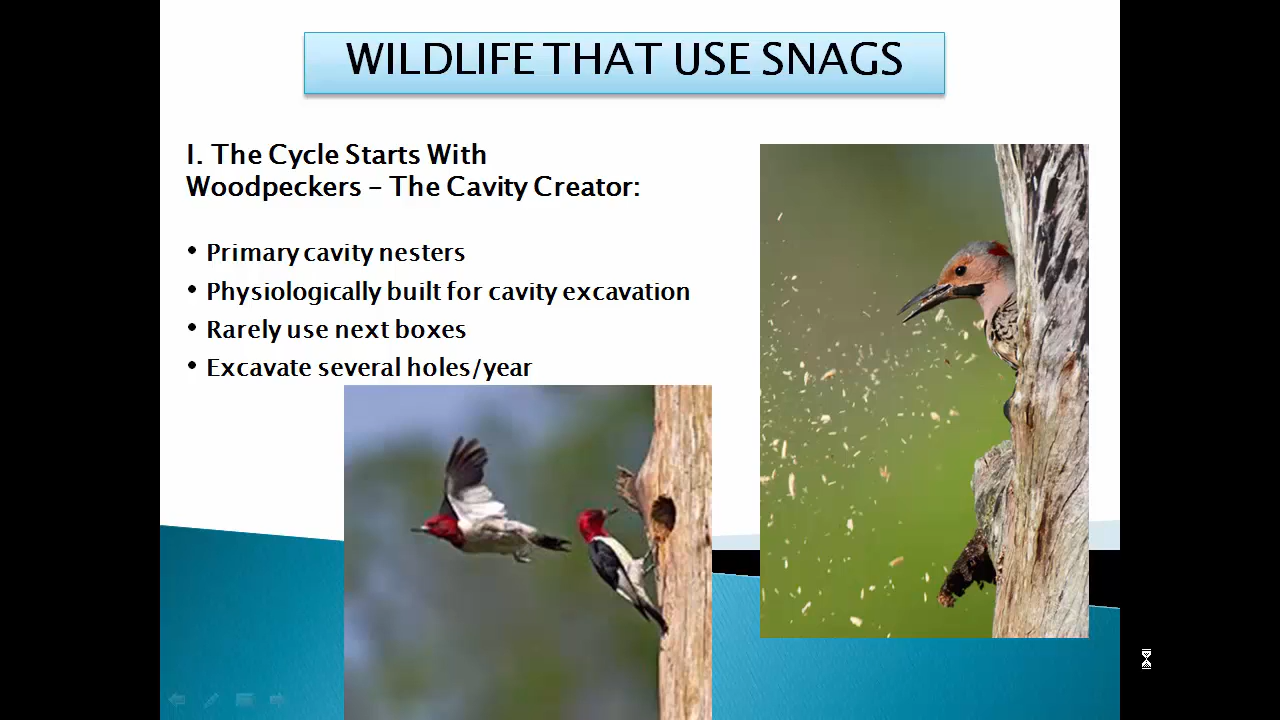 WILDLIFE THAT USE SNAGS
I. The Cycle Starts With
Woodpeckers – The Cavity Creator:
• Primary cavity nesters
• Physiologically built for cavity excavation
• Rarely use next boxes
• Excavate several holes/year